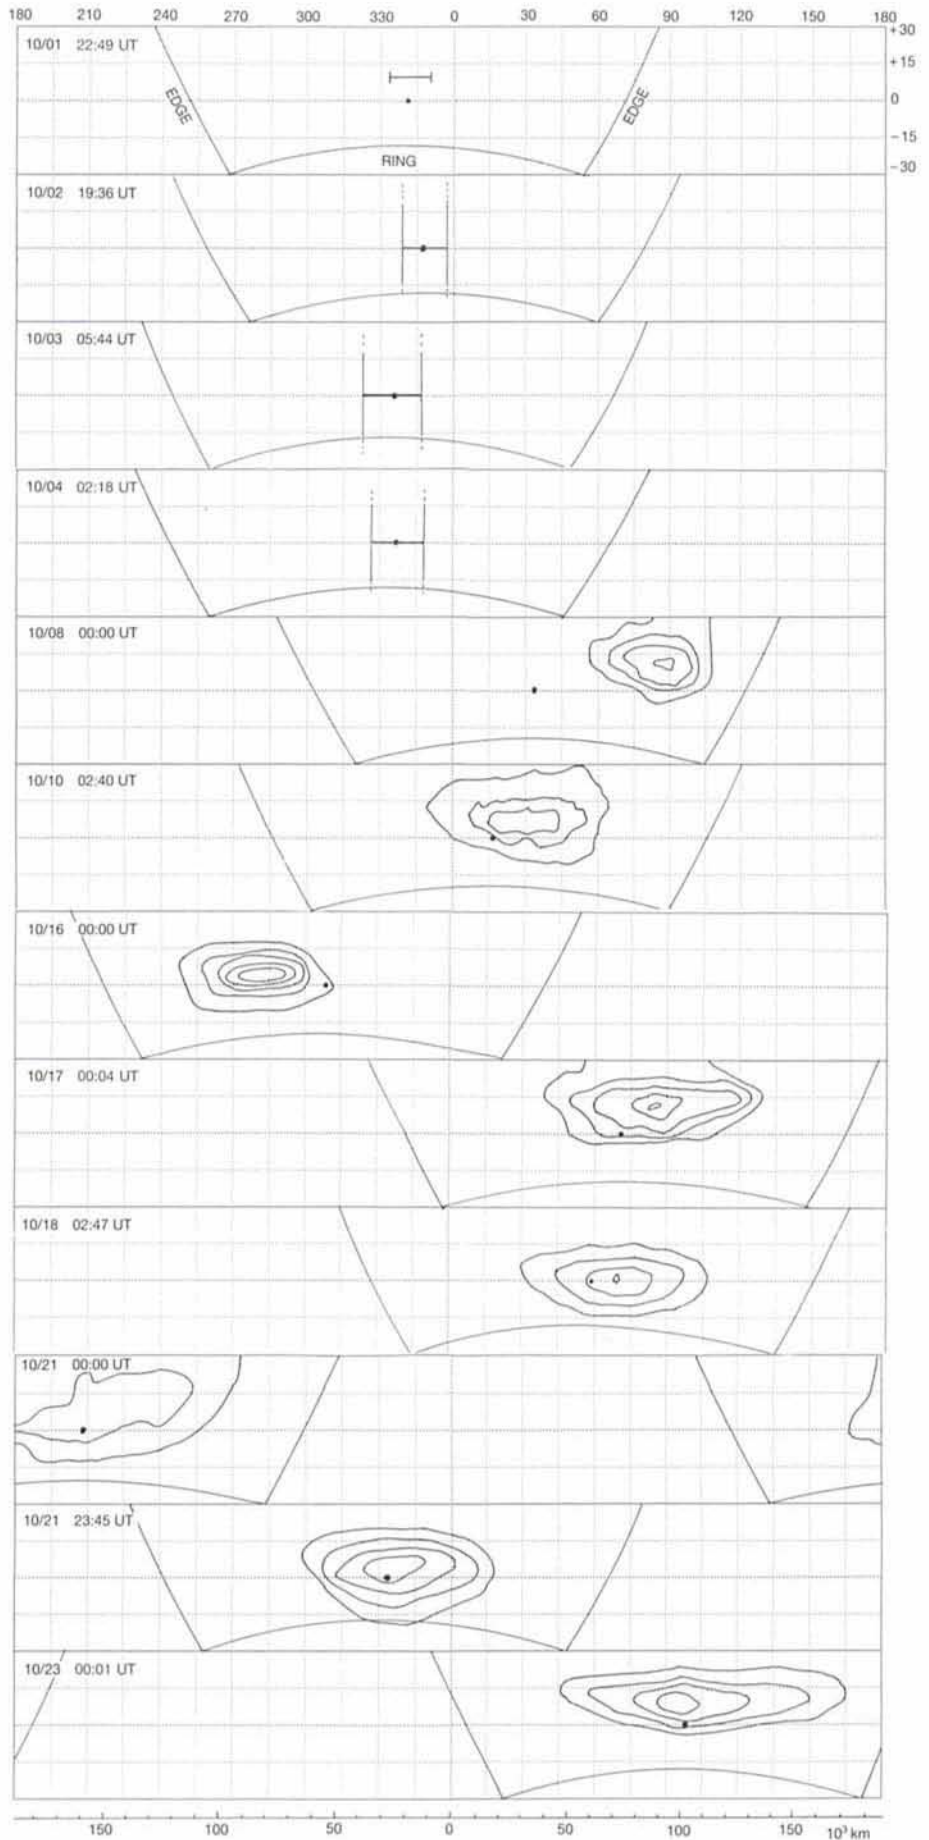 180 210 240 270 300 330 0 30 60 90 120 150 180
10/01 22:49 UT
+30
+15
0
-15
-30
EDGE
EDGE
RING
10/02 19:36 UT
10/03 05:44 UT
10/04 02:18 UT
10/08 00:00 UT
10/10 02:40 UT
10/16 00:00 UT
10/17 00:04 UT
10/18 02:47 UT
10/21 00:00 UT
10/21 23:45 UT
10/23 00:01 UT
150 100 50 0 50 100 150 10³ km